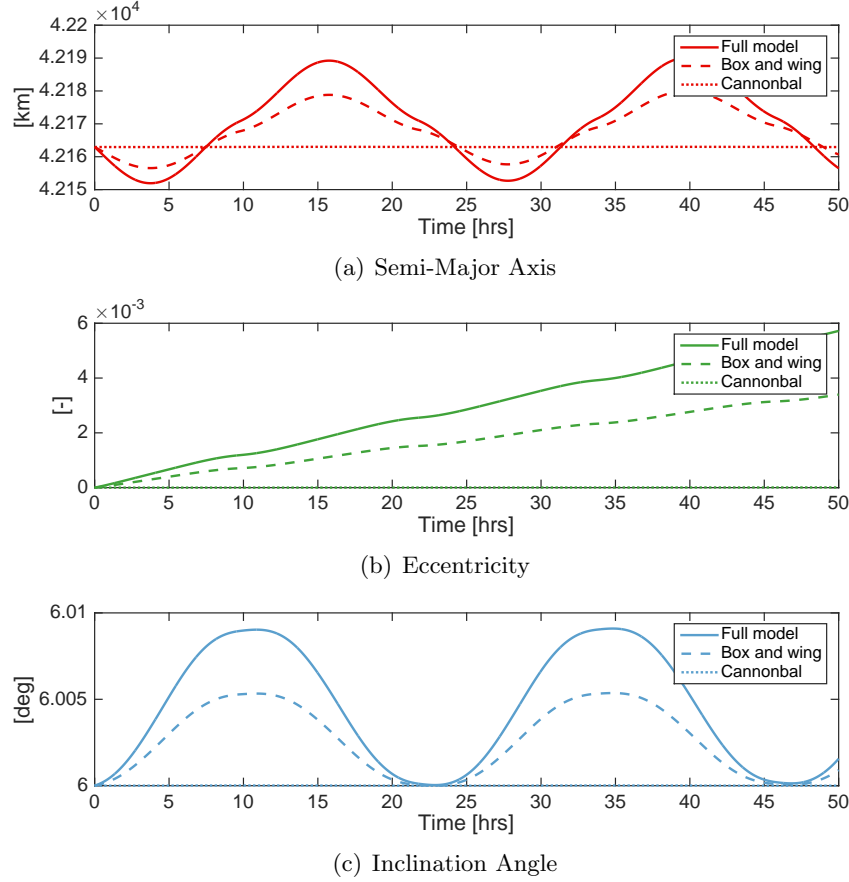 ×10⁴
4.22
4.219
4.218
4.217
4.216
4.215
[km]
Full model
Box and wing
Cannonbal
0 5 10 15 20 25 30 35 40 45 50
Time [hrs]
(a) Semi-Major Axis
×10⁻³
6
4
2
0
[-]
Full model
Box and wing
Cannonbal
0 5 10 15 20 25 30 35 40 45 50
Time [hrs]
(b) Eccentricity
6.01
6.005
6
[deg]
Full model
Box and wing
Cannonbal
0 5 10 15 20 25 30 35 40 45 50
Time [hrs]
(c) Inclination Angle